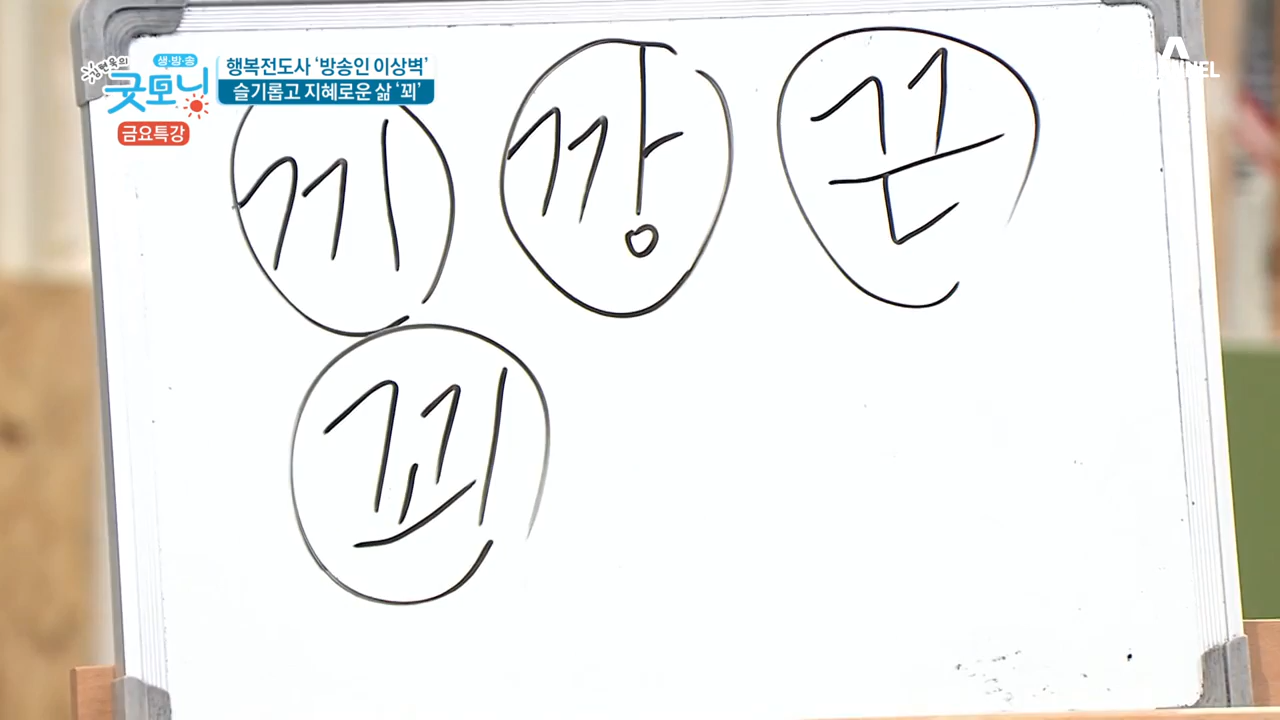 생·방·송
행복전도사 '방송인 이상벽'
굿모닝
슬기롭고 지혜로운 삶 '꾀'
금요특강
끼 깡 끈
꾀